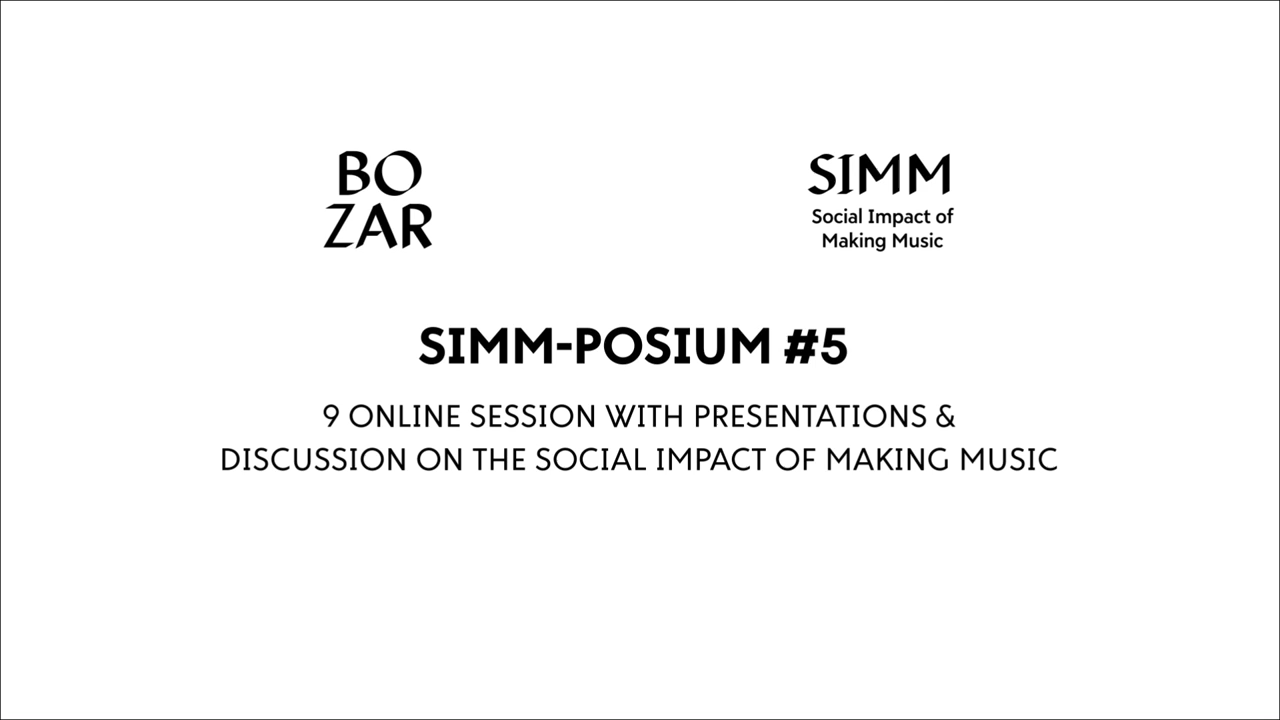 BO
ZAR
SIMM
Social Impact of
Making Music
SIMM-POSIUM #5
9 ONLINE SESSION WITH PRESENTATIONS &
DISCUSSION ON THE SOCIAL IMPACT OF MAKING MUSIC